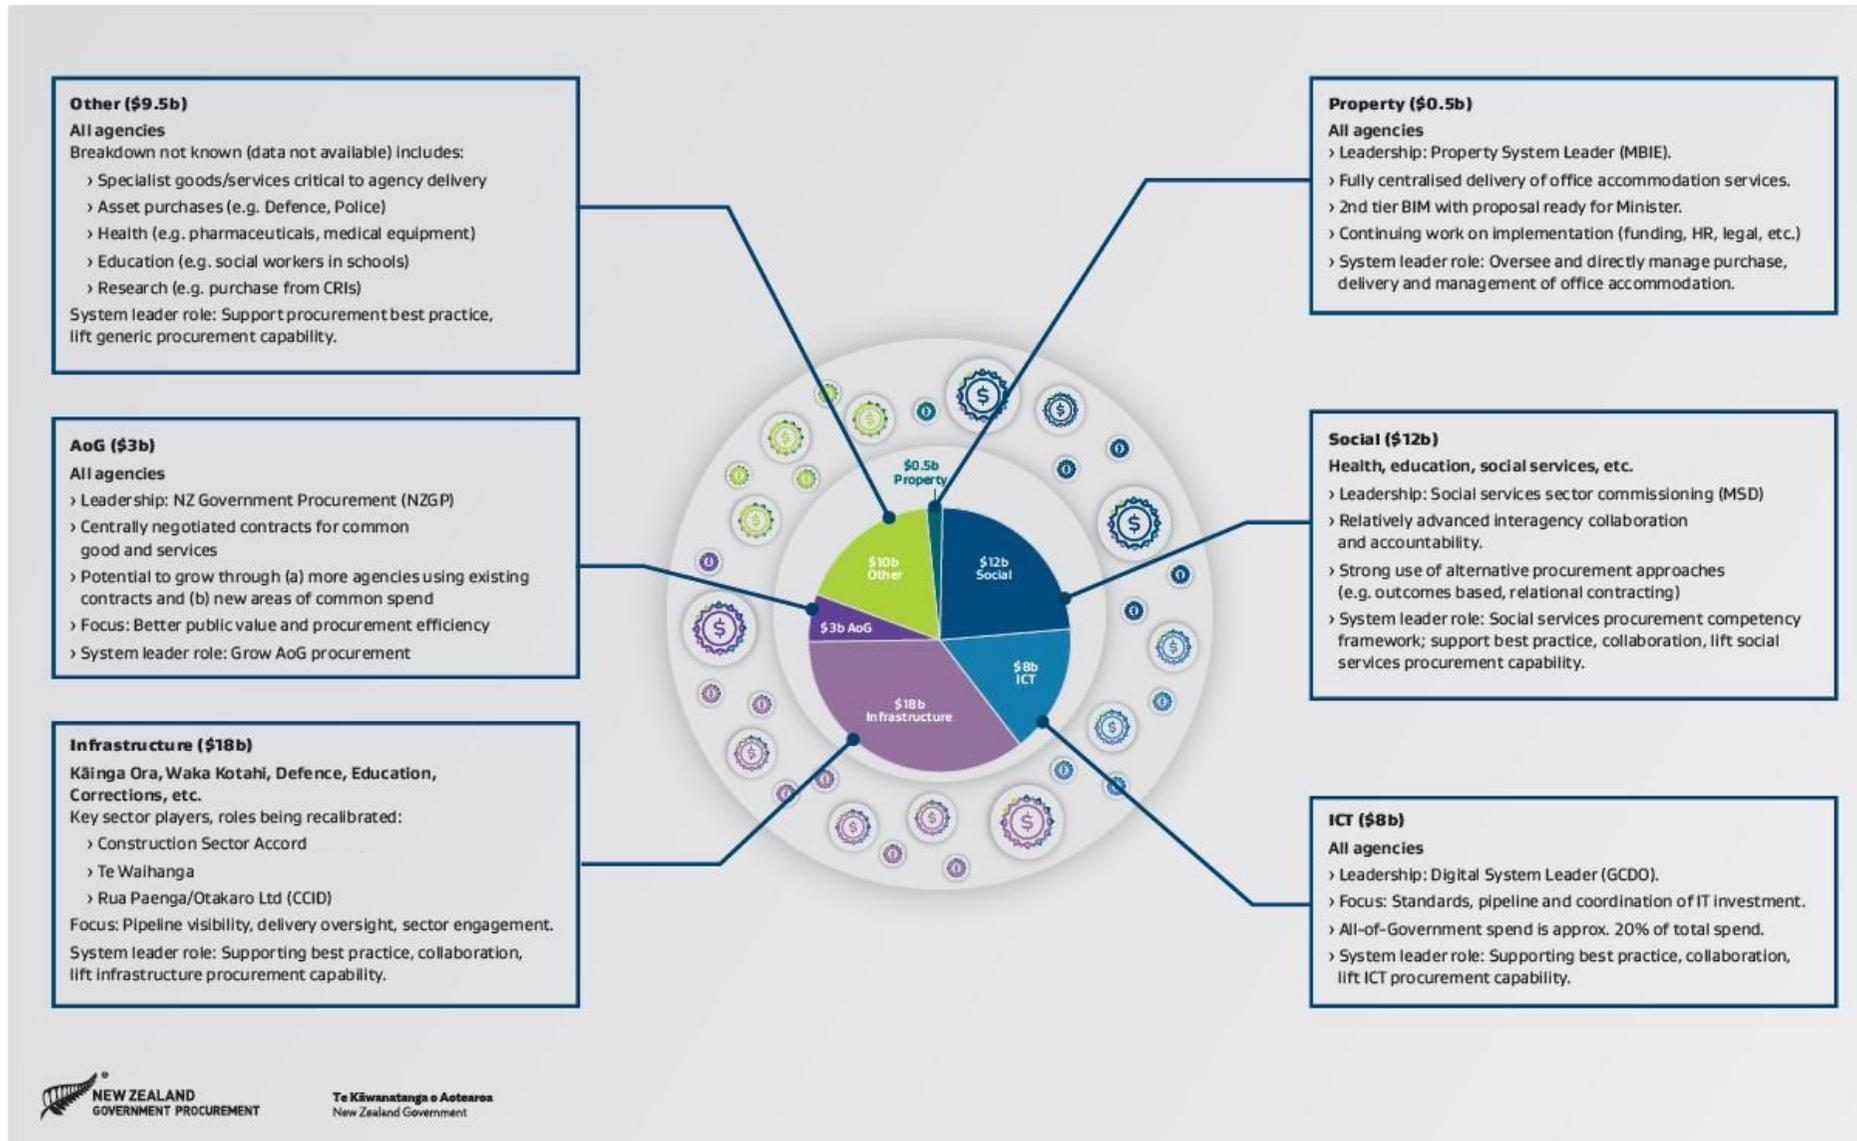 Other ($9.5b)
All agencies
Breakdown not known (data not available) includes:
› Specialist goods/services critical to agency delivery
› Asset purchases (e.g. Defence, Police)
› Health (e.g. pharmaceuticals, medical equipment)
› Education (e.g. social workers in schools)
› Research (e.g. purchase from CRIs)
System leader role: Support procurement best practice,
lift generic procurement capability.
AoG ($3b)
All agencies
› Leadership: NZ Government Procurement (NZGP)
› Centrally negotiated contracts for common
good and services
› Potential to grow through (a) more agencies using existing
contracts and (b) new areas of common spend
› Focus: Better public value and procurement efficiency
› System leader role: Grow AoG procurement
Infrastructure ($18b)
Kāinga Ora, Waka Kotahi, Defence, Education,
Corrections, etc.
Key sector players, roles being recalibrated:
› Construction Sector Accord
› Te Waihanga
› Rua Paenga/Otakaro Ltd (CCID)
Focus: Pipeline visibility, delivery oversight, sector engagement.
System leader role: Supporting best practice, collaboration,
lift infrastructure procurement capability.
$0.5b
Property
$10b
Other
$12b
Social
$3b AoG
$8b
ICT
$18b
Infrastructure
Property ($0.5b)
All agencies
› Leadership: Property System Leader (MBIE).
› Fully centralised delivery of office accommodation services.
› 2nd tier BIM with proposal ready for Minister.
› Continuing work on implementation (funding, HR, legal, etc.)
› System leader role: Oversee and directly manage purchase,
delivery and management of office accommodation.
Social ($12b)
Health, education, social services, etc.
› Leadership: Social services sector commissioning (MSD)
› Relatively advanced interagency collaboration
and accountability.
› Strong use of alternative procurement approaches
(e.g. outcomes based, relational contracting)
› System leader role: Social services procurement competency
framework; support best practice, collaboration, lift social
services procurement capability.
ICT ($8b)
All agencies
› Leadership: Digital System Leader (GCDO).
› Focus: Standards, pipeline and coordination of IT investment.
› All-of-Government spend is approx. 20% of total spend.
› System leader role: Supporting best practice, collaboration,
lift ICT procurement capability.
NEW ZEALAND
GOVERNMENT PROCUREMENT
Te Kāwanatanga o Aotearoa
New Zealand Government